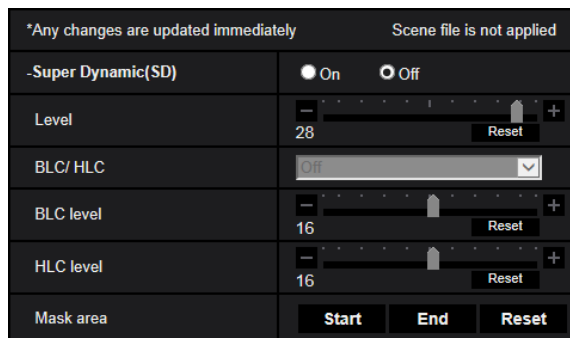 *Any changes are updated immediately Scene file is not applied
-Super Dynamic(SD) On Off
Level
28 Reset
BLC/ HLC Off
BLC level
16 Reset
HLC level
16 Reset
Mask area Start End Reset